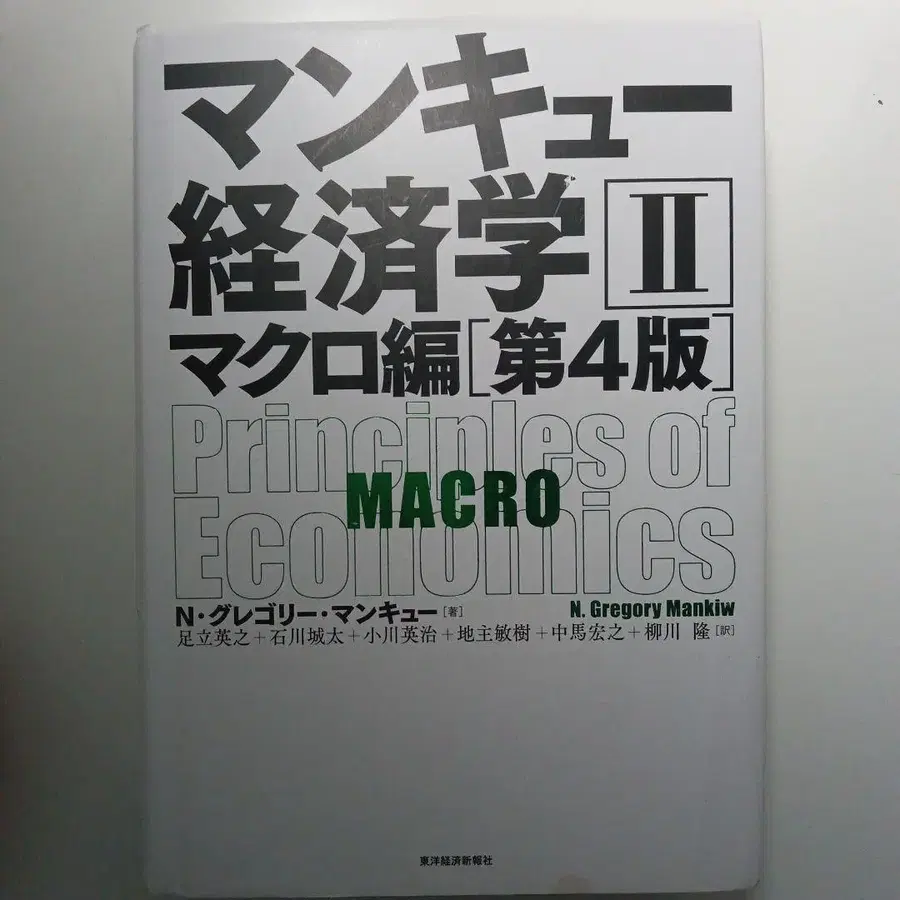 マンキュー
経済学 Ⅱ
マクロ編[第4版]
Principles of
Economics
MACRO
N・グレゴリー・マンキュー[著]
N. Gregory Mankiw
足立英之+石川城太+小川英治+地主敏樹+中馬宏之+柳川 隆[訳]
東洋経済新報社